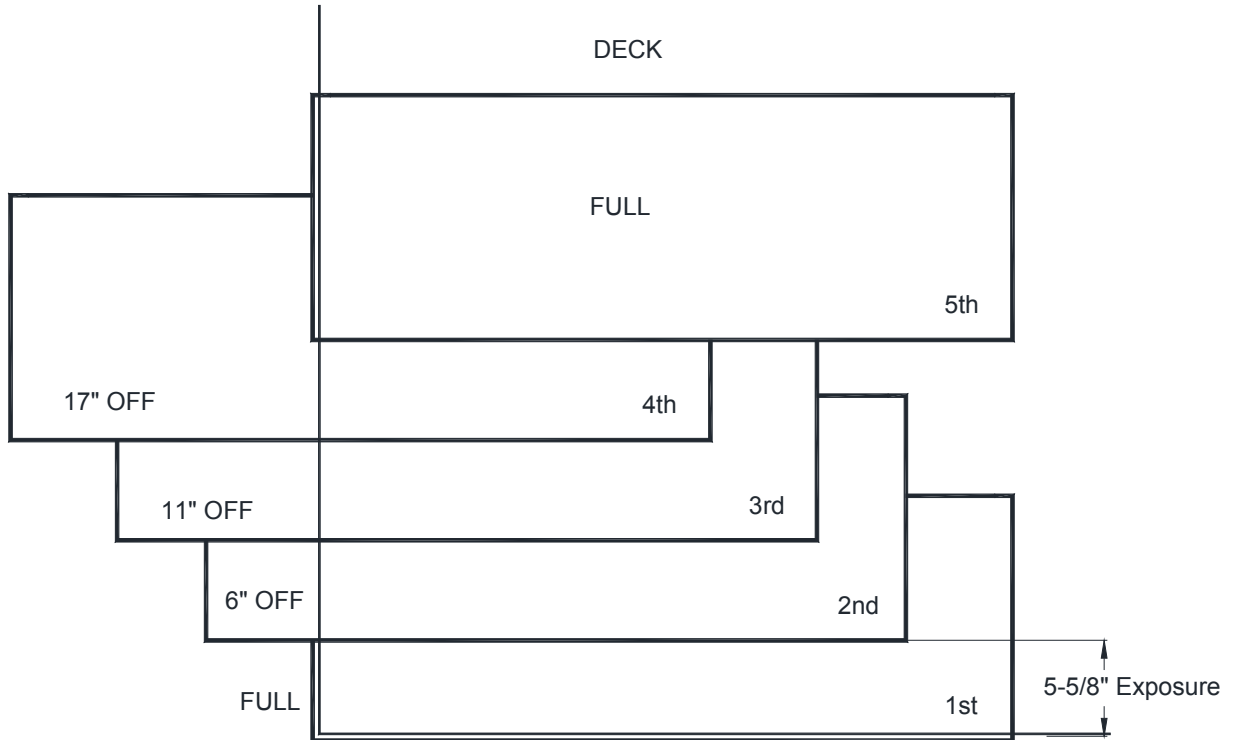 DECK
FULL
5th
17" OFF
4th
11" OFF
3rd
6" OFF
2nd
5-5/8" Exposure
FULL
1st